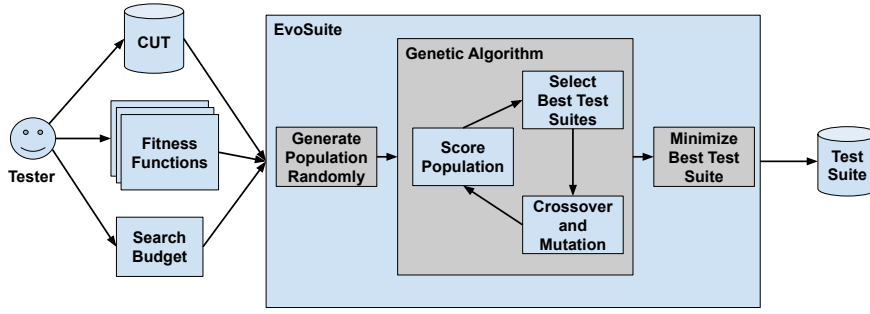 CUT
Fitness
Functions
Search
Budget
Tester
EvoSuite
Generate
Population
Randomly
Genetic Algorithm
Score
Population
Select
Best Test
Suites
Crossover
and
Mutation
Minimize
Best Test
Suite
Test
Suite